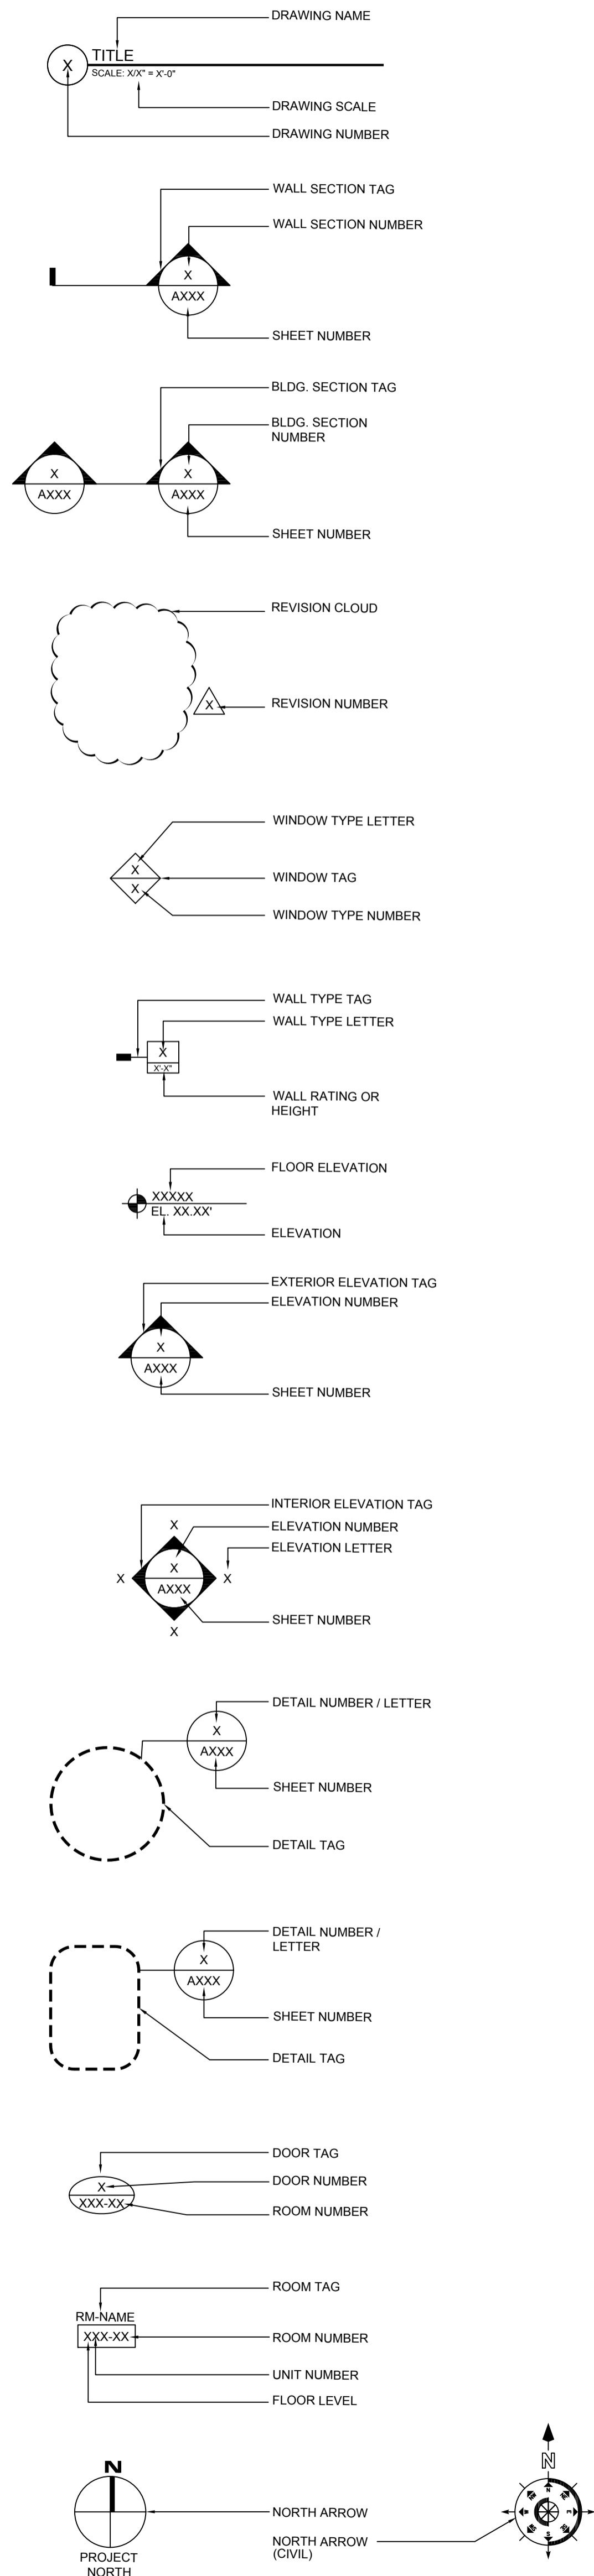 DRAWING NAME
TITLE
X
SCALE: X/X" = X'-0"
DRAWING SCALE
DRAWING NUMBER
WALL SECTION TAG
WALL SECTION NUMBER
X
AXXX
SHEET NUMBER
BLDG. SECTION TAG
BLDG. SECTION
NUMBER
X
AXXX
X
AXXX
SHEET NUMBER
REVISION CLOUD
X
REVISION NUMBER
WINDOW TYPE LETTER
X
WINDOW TAG
X
WINDOW TYPE NUMBER
WALL TYPE TAG
WALL TYPE LETTER
X
X'-X"
WALL RATING OR
HEIGHT
FLOOR ELEVATION
XXXXX
EL. XX.XX'
ELEVATION
EXTERIOR ELEVATION TAG
ELEVATION NUMBER
X
AXXX
SHEET NUMBER
INTERIOR ELEVATION TAG
X
ELEVATION NUMBER
ELEVATION LETTER
X
X
X
AXXX
SHEET NUMBER
X
DETAIL NUMBER / LETTER
X
AXXX
SHEET NUMBER
DETAIL TAG
DETAIL NUMBER /
LETTER
X
AXXX
SHEET NUMBER
DETAIL TAG
DOOR TAG
X
DOOR NUMBER
XXX-XX
ROOM NUMBER
ROOM TAG
RM-NAME
XXX-XX
ROOM NUMBER
UNIT NUMBER
FLOOR LEVEL
N
N
NORTH ARROW
NORTH ARROW
(CIVIL)
PROJECT
NORTH
N
E
S